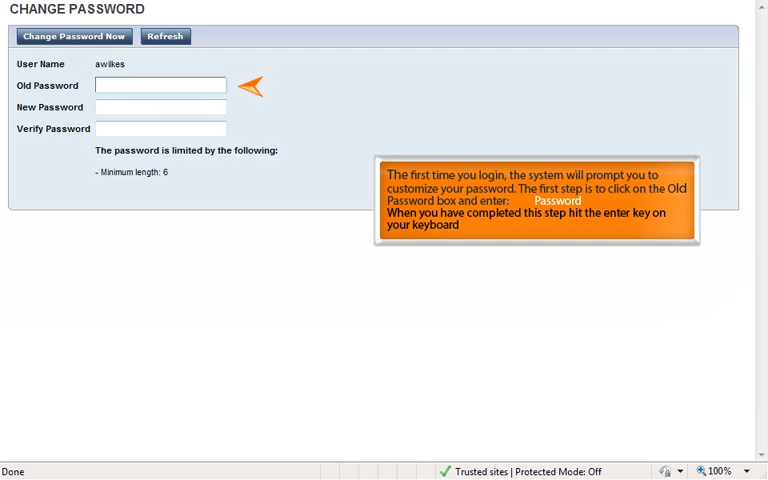 CHANGE PASSWORD
Change Password Now Refresh
User Name awilkes
Old Password
New Password
Verify Password
The password is limited by the following:
- Minimum length: 6
The first time you login, the system will prompt you to
customize your password. The first step is to click on the Old
Password box and enter: Password
When you have completed this step hit the enter key on
your keyboard
Done Trusted sites | Protected Mode: Off 100%